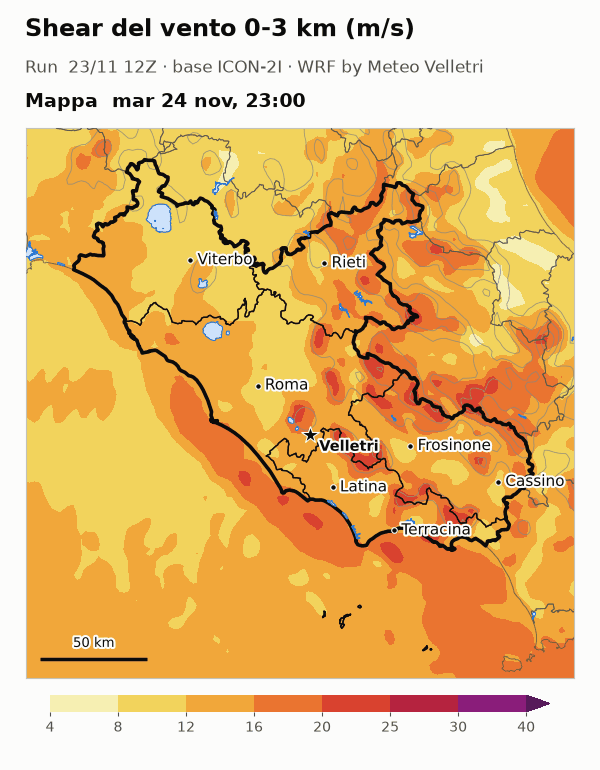 Shear del vento 0-3 km (m/s)
Run 23/11 12Z · base ICON-2I · WRF by Meteo Velletri
Mappa mar 24 nov, 23:00
Viterbo
Rieti
Roma
Velletri
Frosinone
Cassino
Latina
Terracina
50 km
4 8 12 16 20 25 30 40